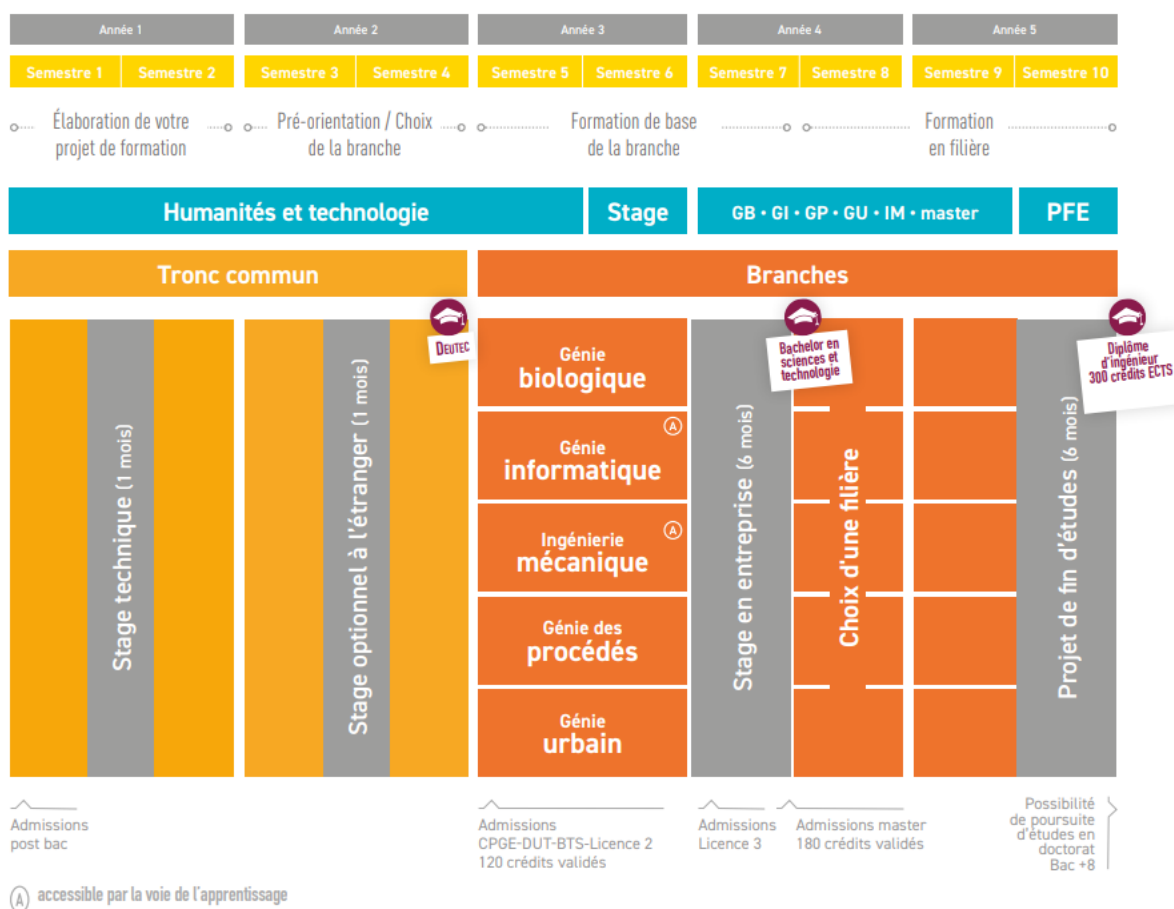 Année 1
Année 2
Année 3
Année 4
Année 5
Semestre 1
Semestre 2
Semestre 3
Semestre 4
Semestre 5
Semestre 6
Semestre 7
Semestre 8
Semestre 9
Semestre 10
Élaboration de votre
projet de formation
Pré-orientation / Choix
de la branche
Formation de base
de la branche
Formation
en filière
Humanités et technologie
Stage
GB • GI • GP • GU • IM • master
PFE
Tronc commun
Branches
Stage technique (1 mois)
Stage optionnel à l'étranger (1 mois)
DEUTEC
Génie
biologique
Génie
informatique
A
Ingénierie
mécanique
A
Génie des
procédés
Génie
urbain
Stage en entreprise (6 mois)
Bachelor en
sciences et
technologie
Choix d'une filière
Projet de fin d'études (6 mois)
Diplôme
d'ingénieur
300 crédits ECTS
Admissions
post bac
Admissions
CPGE-DUT-BTS-Licence 2
120 crédits validés
Admissions
Licence 3
Admissions master
180 crédits validés
Possibilité
de poursuite
d'études en
doctorat
Bac +8
A accessible par la voie de l'apprentissage